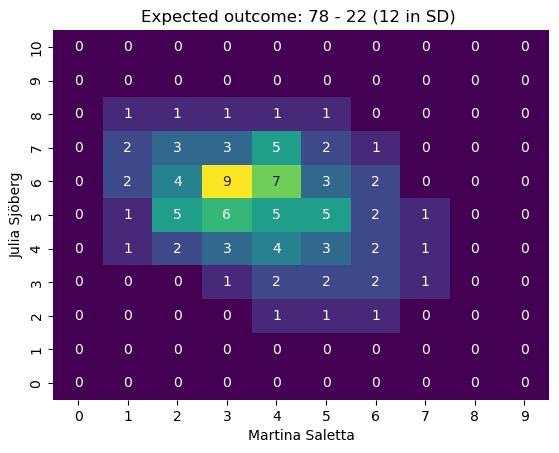 Expected outcome: 78 - 22 (12 in SD)
10 0 0 0 0 0 0 0 0 0 0
9 0 0 0 0 0 0 0 0 0 0
8 0 1 1 1 1 1 0 0 0 0
7 0 2 3 3 5 2 1 0 0 0
6 0 2 4 9 7 3 2 0 0 0
5 0 1 5 6 5 5 2 1 0 0
4 0 1 2 3 4 3 2 1 0 0
3 0 0 0 1 2 2 2 1 0 0
2 0 0 0 0 1 1 1 0 0 0
1 0 0 0 0 0 0 0 0 0 0
0 0 0 0 0 0 0 0 0 0 0
0 1 2 3 4 5 6 7 8 9
Julia Sjöberg
Martina Saletta